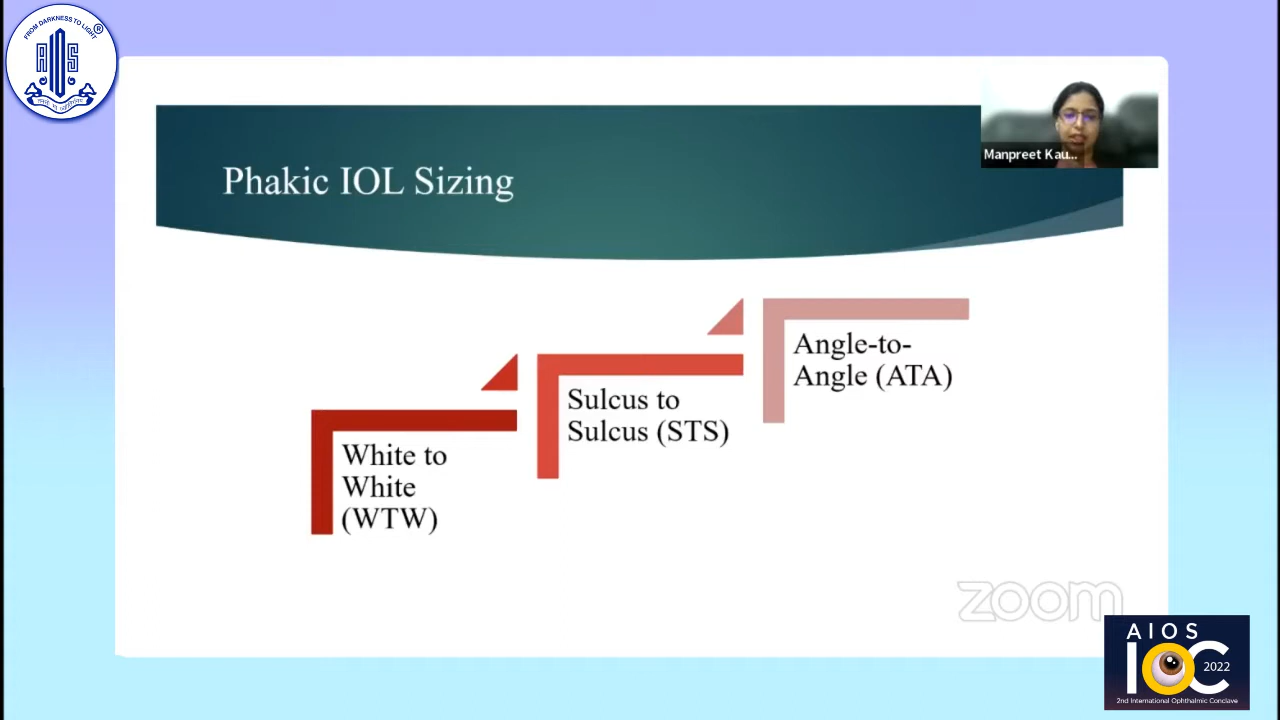 FROM DARKNESS TO LIGHT
®
AIOS
Manpreet Kau...
Phakic IOL Sizing
Angle-to-
Angle (ATA)
Sulcus to
Sulcus (STS)
White to
White
(WTW)
zoom
AIOS
IOC
2022
2nd International Ophthalmic Conclave